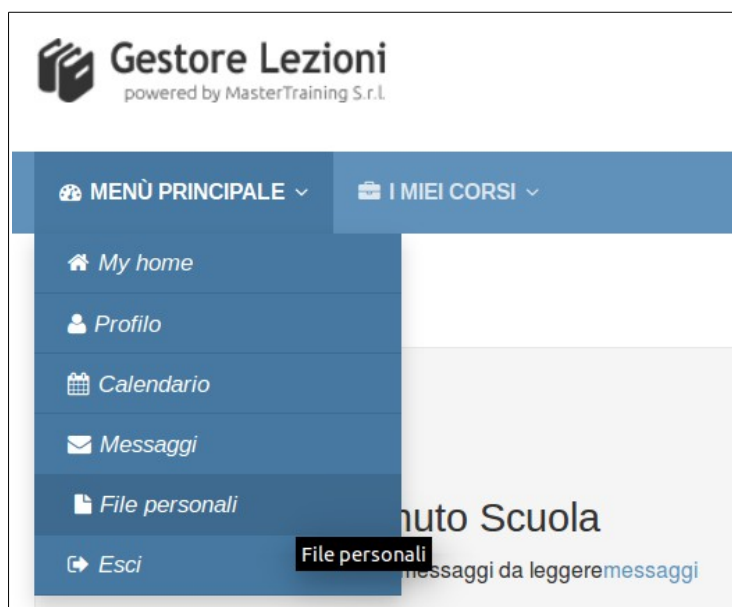 Gestore Lezioni
powered by MasterTraining S.r.l.
MENÙ PRINCIPALE I MIEI CORSI
My home
Profilo
Calendario
Messaggi
File personali
nuto Scuola
Esci
File personali
messaggi da leggeremessaggi